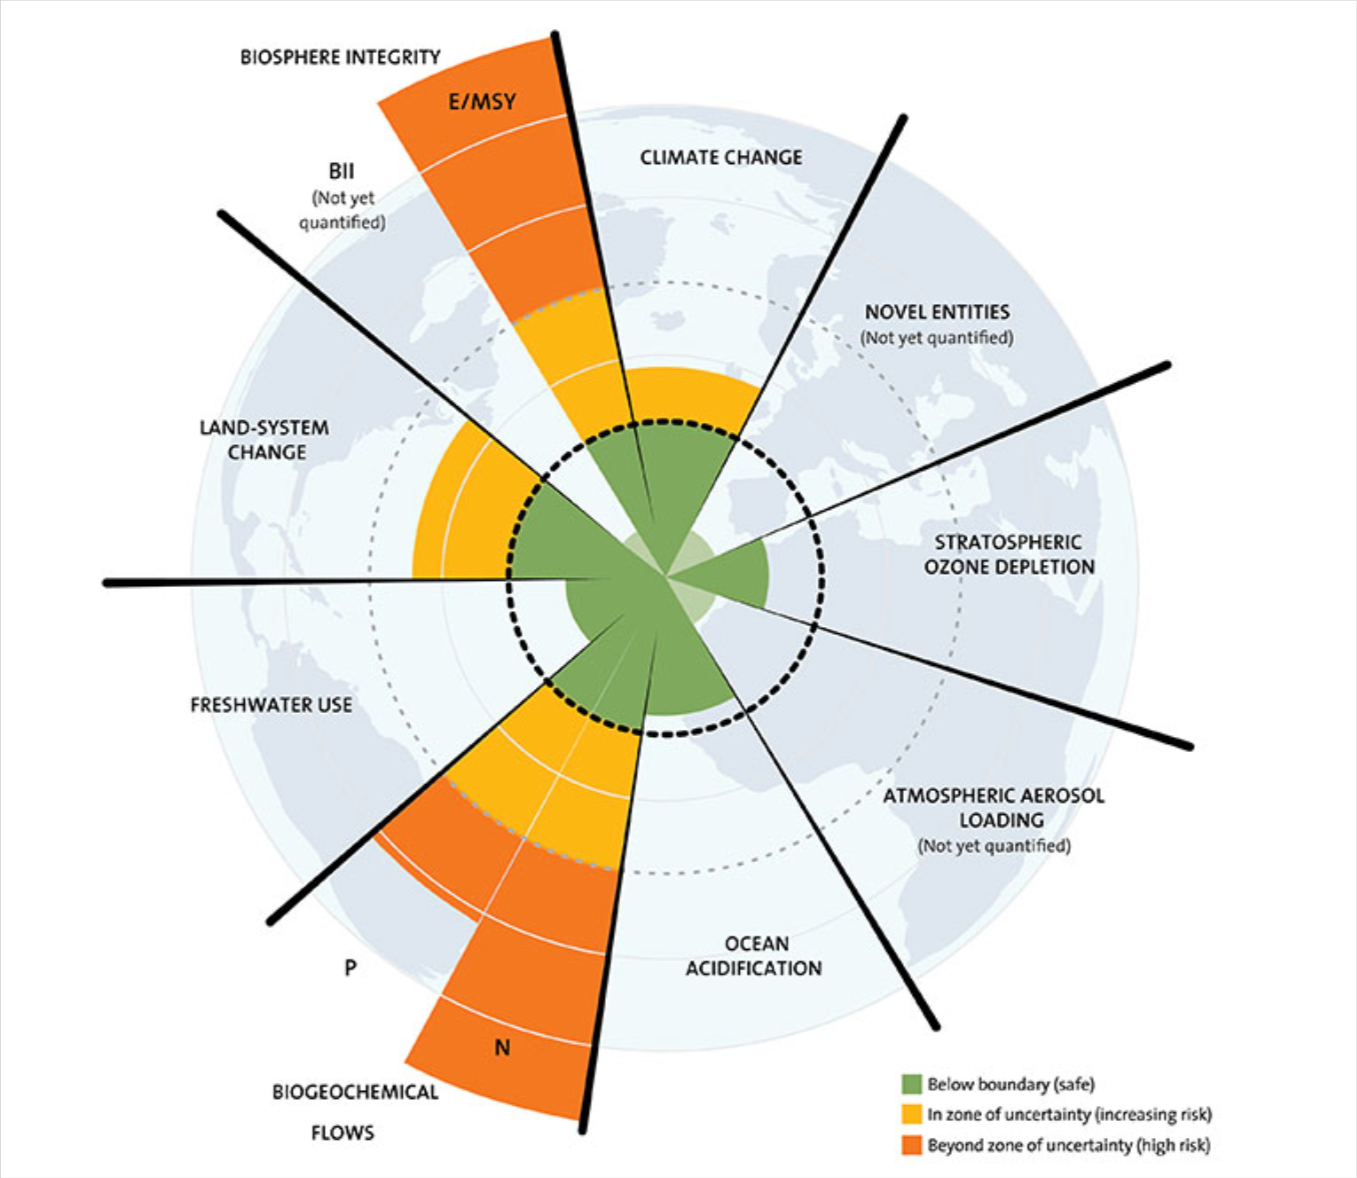 BIOSPHERE INTEGRITY
E/MSY
BII
(Not yet
quantified)
CLIMATE CHANGE
NOVEL ENTITIES
(Not yet quantified)
LAND-SYSTEM
CHANGE
STRATOSPHERIC
OZONE DEPLETION
FRESHWATER USE
ATMOSPHERIC AEROSOL
LOADING
(Not yet quantified)
OCEAN
ACIDIFICATION
P
N
BIOGEOCHEMICAL
FLOWS
Below boundary (safe)
In zone of uncertainty (increasing risk)
Beyond zone of uncertainty (high risk)